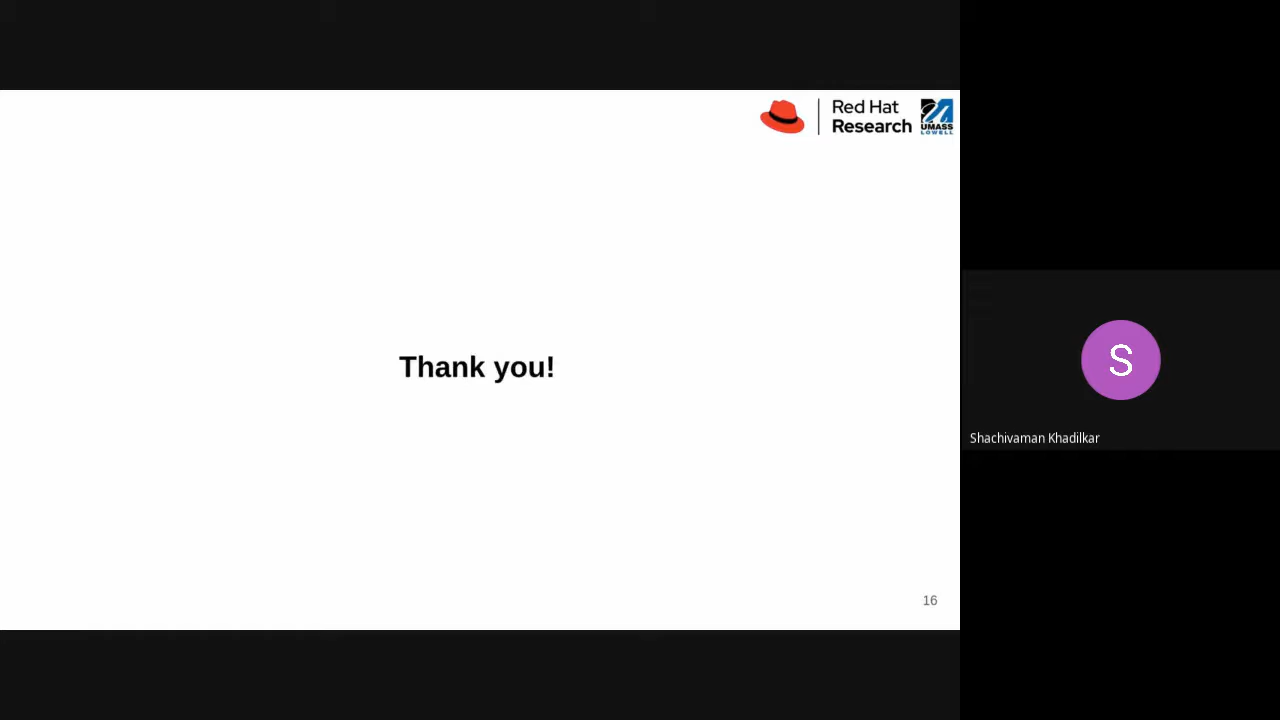 Red Hat
Research
UMASS
LOWELL
Thank you!
S
Shachivaman Khadilkar
16